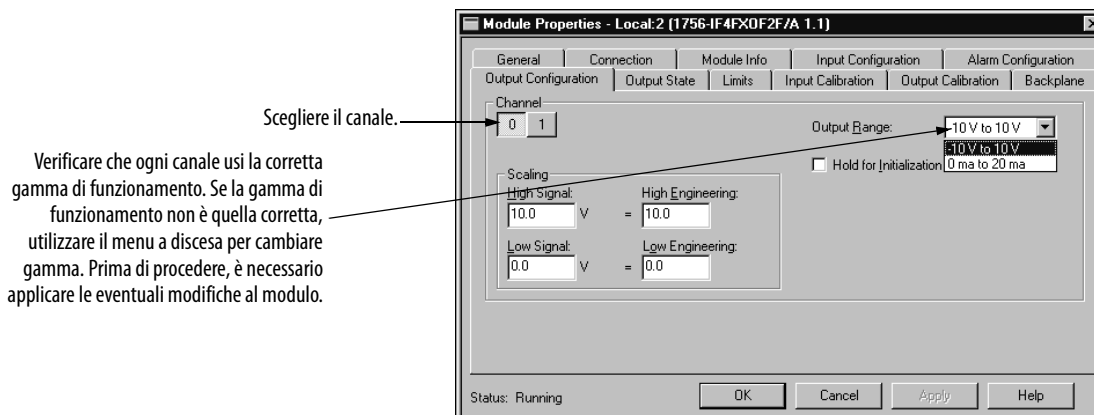 Module Properties - Local:2 (1756-IF4FXOF2F/A 1.1)
General Connection Module Info Input Configuration Alarm Configuration
Output Configuration Output State Limits Input Calibration Output Calibration Backplane
Scegliere il canale.
Verificare che ogni canale usi la corretta
gamma di funzionamento. Se la gamma di
funzionamento non è quella corretta,
utilizzare il menu a discesa per cambiare
gamma. Prima di procedere, è necessario
applicare le eventuali modifiche al modulo.
Channel
0 1
Output Range: -10 V to 10 V
-10 V to 10 V
0 ma to 20 ma
Hold for Initialization
Scaling
High Signal: High Engineering:
10.0 V = 10.0
Low Signal: Low Engineering:
0.0 V = 0.0
Status: Running
OK Cancel Apply Help